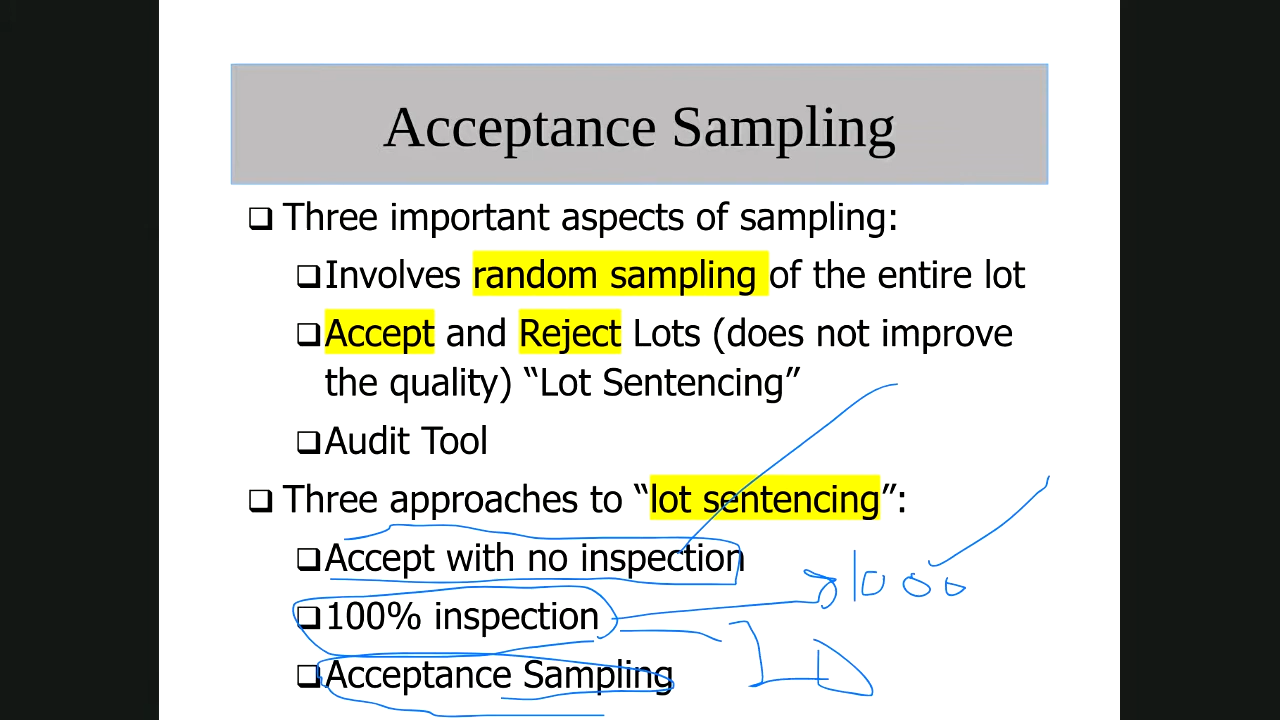 Acceptance Sampling
❑ Three important aspects of sampling:
❑Involves random sampling of the entire lot
❑Accept and Reject Lots (does not improve
the quality) “Lot Sentencing”
❑Audit Tool
❑ Three approaches to “lot sentencing”:
❑Accept with no inspection
1000
❑100% inspection
❑Acceptance Sampling